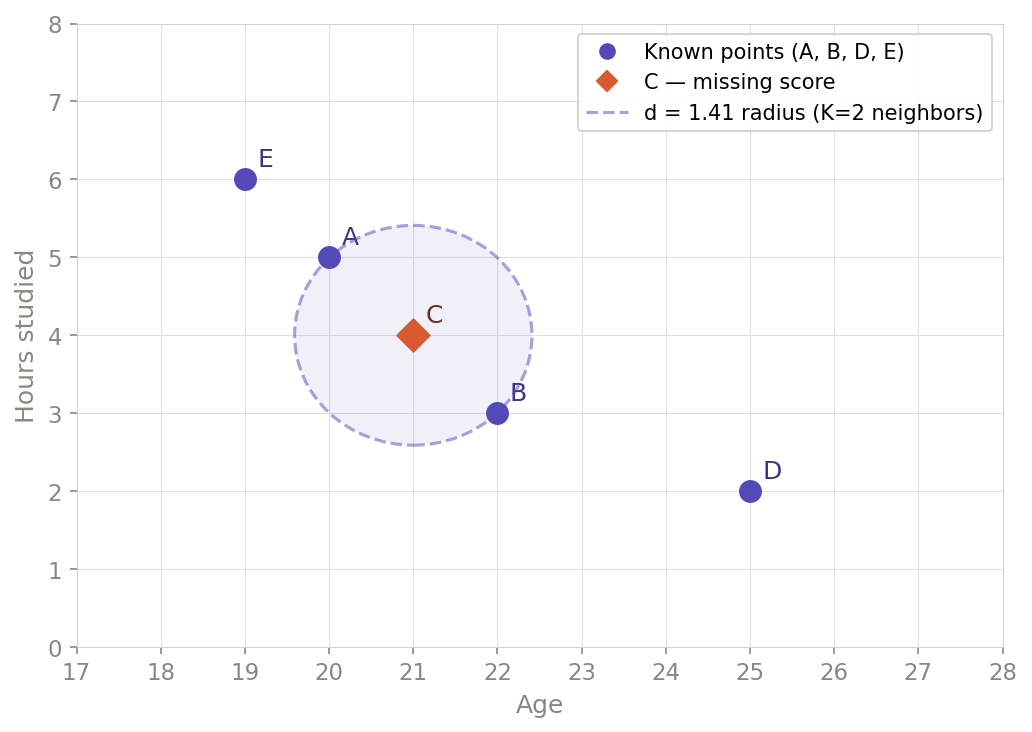 Known points (A, B, D, E)
C — missing score
d = 1.41 radius (K=2 neighbors)
8
7
6
5
4
3
2
1
0
Hours studied
E
A
C
B
D
17 18 19 20 21 22 23 24 25 26 27 28
Age